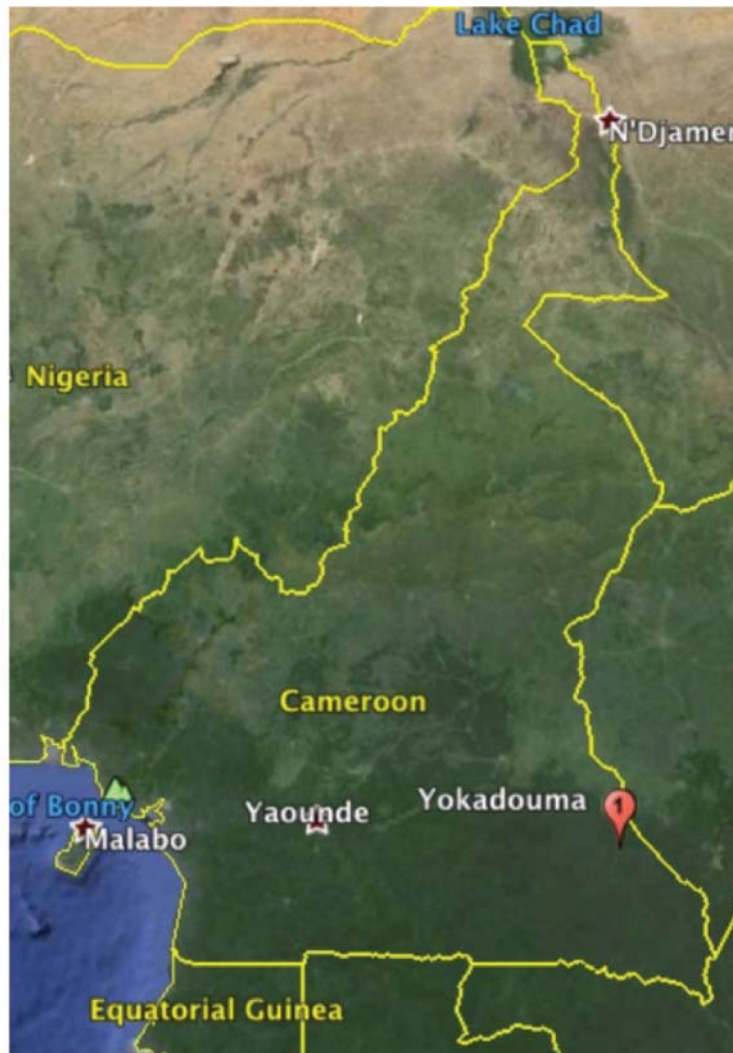 Lake Chad
N'Djamer
Nigeria
Cameroon
Yokadouma
1
of Bonny
Yaounde
Malabo
Equatorial Guinea